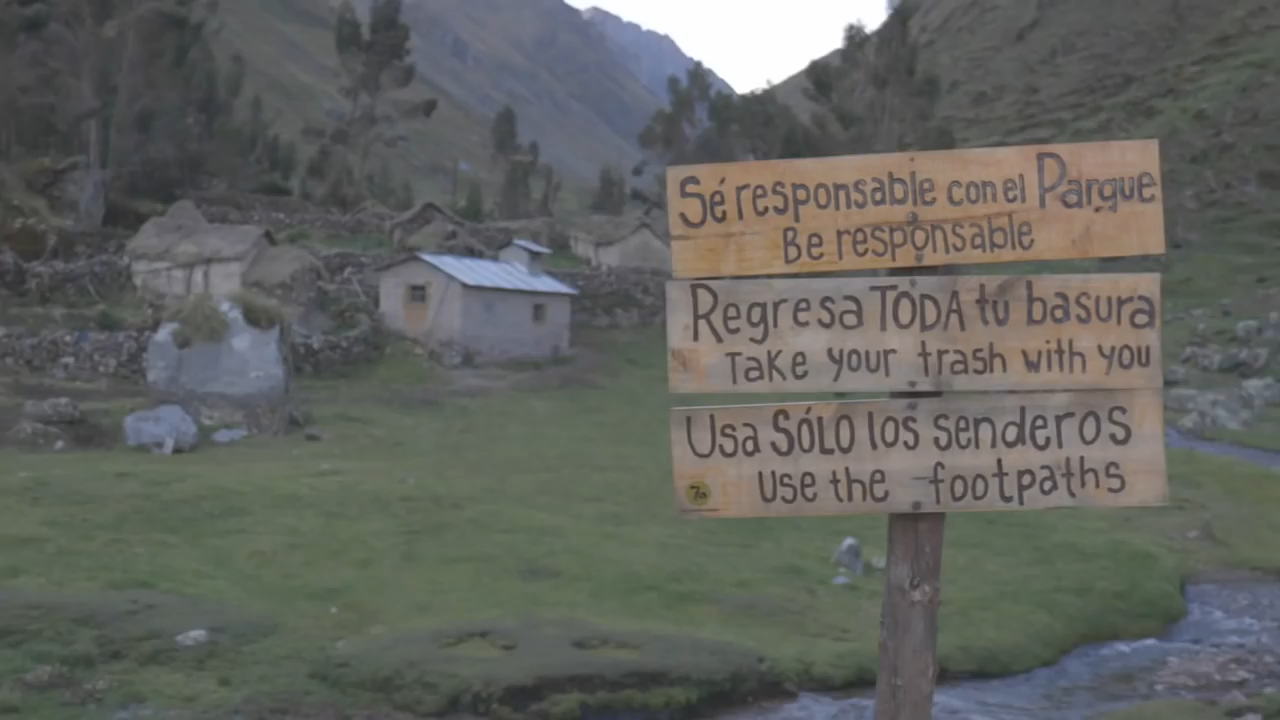 Sé responsable con el Parque
Be responsable
Regresa TODA tu basura
Take your trash with you
Usa SÓLO los senderos
Use the footpaths
7a